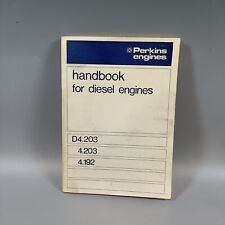 Perkins
engines
handbook
for diesel engines
D4.203
4.203
4.192